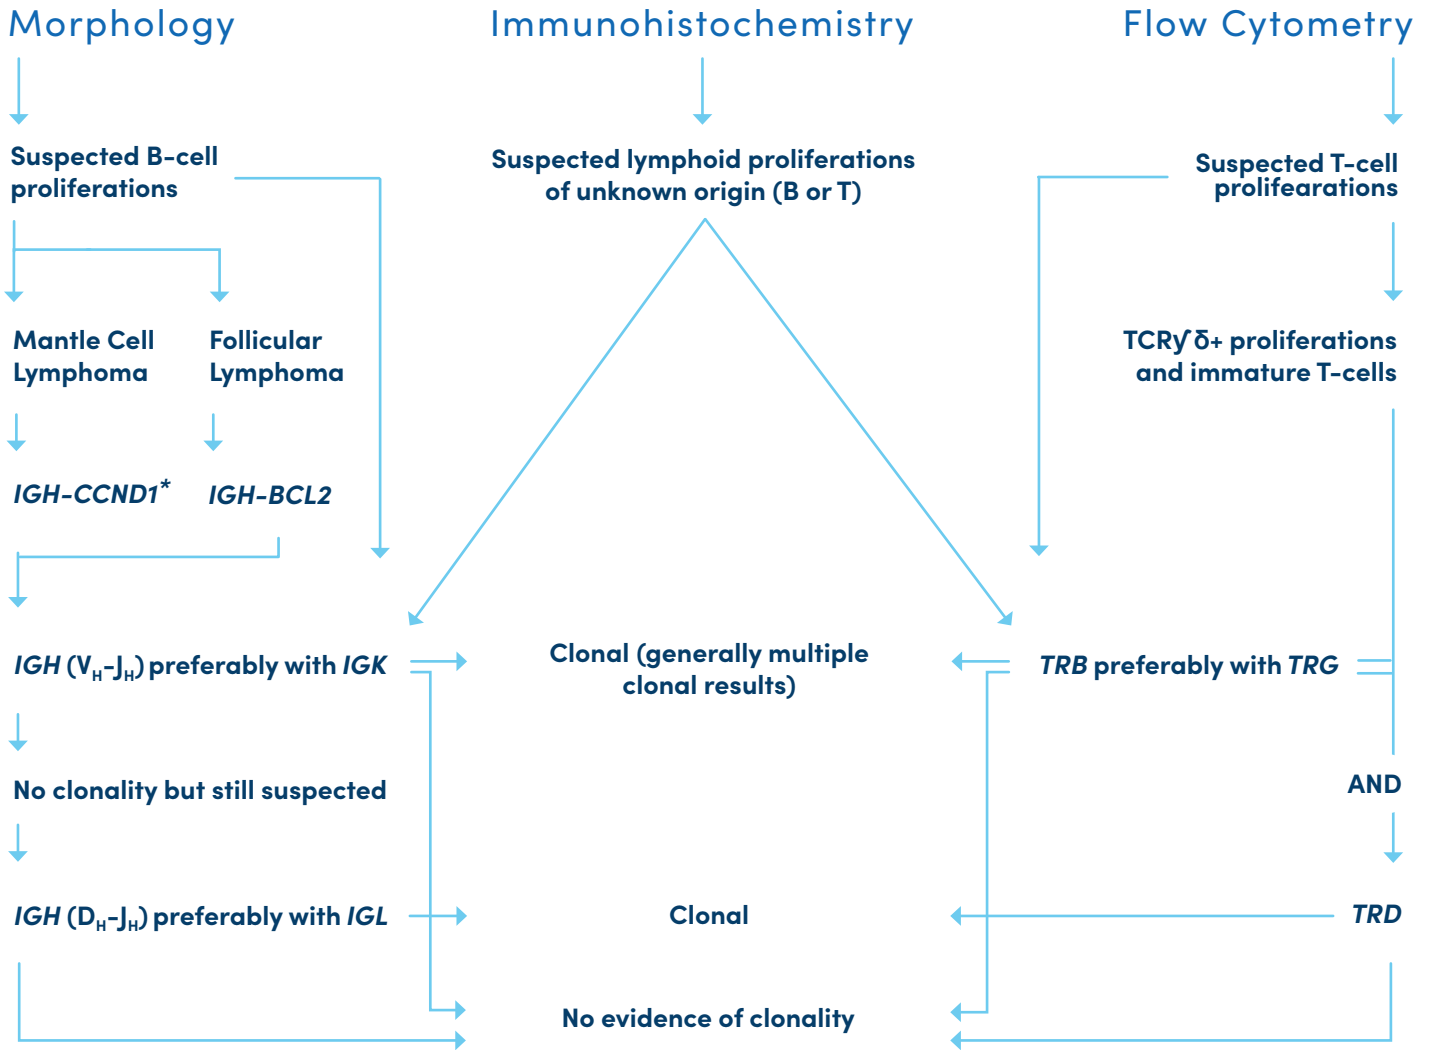 Morphology
Immunohistochemistry
Flow Cytometry
Suspected B-cell
proliferations
Suspected lymphoid proliferations
of unknown origin (B or T)
Suspected T-cell
prolifearations
Mantle Cell
Lymphoma
Follicular
Lymphoma
TCRƴδ+ proliferations
and immature T-cells
IGH-CCND1*
IGH-BCL2
IGH (VH-JH) preferably with IGK
Clonal (generally multiple
clonal results)
TRB preferably with TRG
No clonality but still suspected
AND
IGH (DH-JH) preferably with IGL
Clonal
TRD
No evidence of clonality